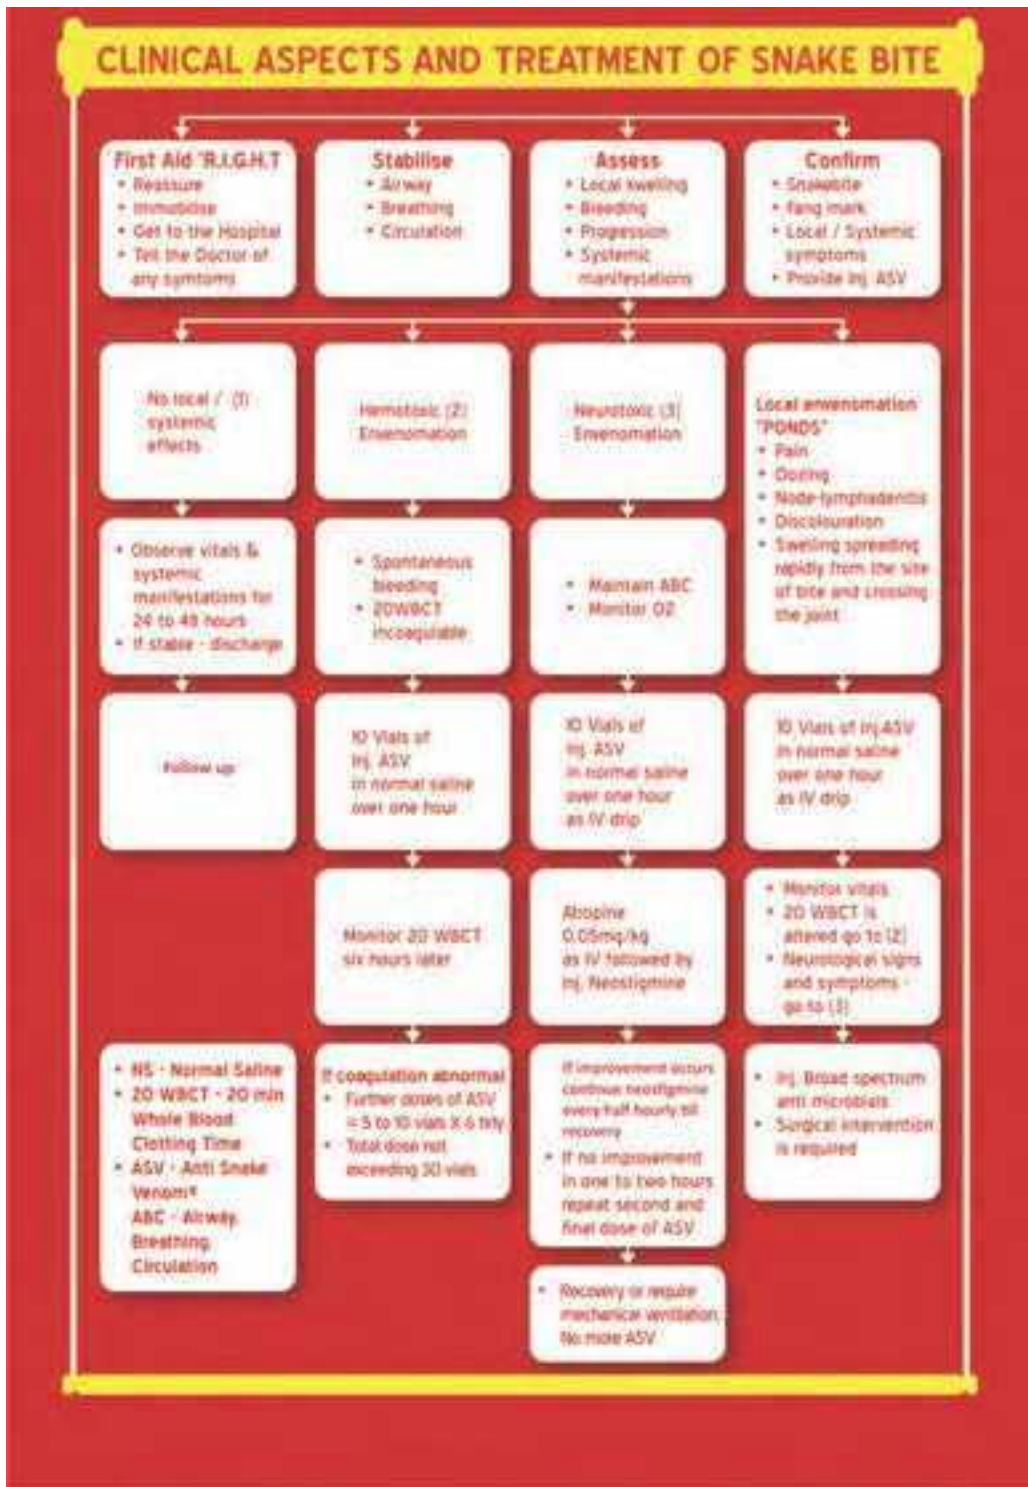 CLINICAL ASPECTS AND TREATMENT OF SNAKE BITE
First Aid "R.I.G.H.T
• Reassure
• Immobilise
• Get to the Hospital
• Tell the Doctor of
any symtoms
Stabilise
• Airway
• Breathing
• Circulation
Assess
• Local swelling
• Bleeding
• Progression
• Systemic
manifestations
Confirm
• Snakebite
• Fang mark
• Local / Systemic
symptoms
• Provide Inj. ASV
No local / (1)
systemic
effects
Hemotoxic (2)
Envenomation
Neurotoxic (3)
Envenomation
Local envenomation
"PONDS"
• Pain
• Oozing
• Node-lymphadenitis
• Discolouration
• Swelling spreading
rapidly from the site
of bite and crossing
the joint
• Observe vitals &
systemic
manifestations for
24 to 48 hours
• If stable - discharge
• Spontaneous
bleeding
• 20WBCT
incoagulable
• Maintain ABC
• Monitor O2
Follow up
10 Vials of
Inj. ASV
in normal saline
over one hour
10 Vials of
Inj. ASV
in normal saline
over one hour
as IV drip
10 Vials of Inj.ASV
in normal saline
over one hour
as IV drip
Monitor 20 WBCT
six hours later
Atropine
0.05mg/kg
as IV followed by
Inj. Neostigmine
• Monitor vitals
• 20 WBCT is
altered go to (2)
• Neurological signs
and symptoms -
go to (3)
• NS - Normal Saline
• 20 WBCT - 20 min
Whole Blood
Clotting Time
• ASV - Anti Snake
Venom
ABC - Airway,
Breathing,
Circulation
If coagulation abnormal
• Further doses of ASV
= 5 to 10 vials X 6 hrly
• Total dose not
exceeding 30 vials
If improvement occurs
continue neostigmine
every half hourly till
recovery
• If no improvement
in one to two hours
repeat second and
final dose of ASV
• Inj. Broad spectrum
anti microbials
• Surgical intervention
is required
• Recovery or require
mechanical ventilation,
No more ASV